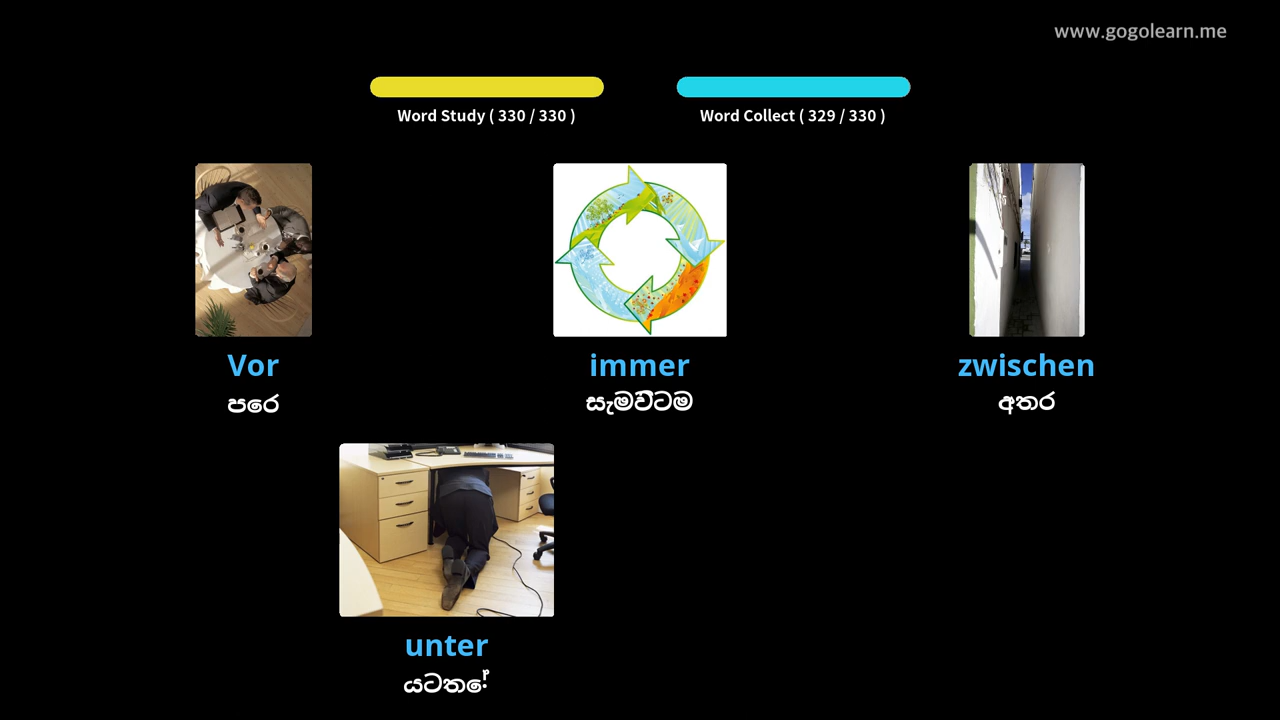 www.gogolearn.me
Word Study ( 330 / 330 )
Word Collect ( 329 / 330 )
Vor
immer
zwischen
පරෙ
සැමවිටම
අතර
unter
යටතේ